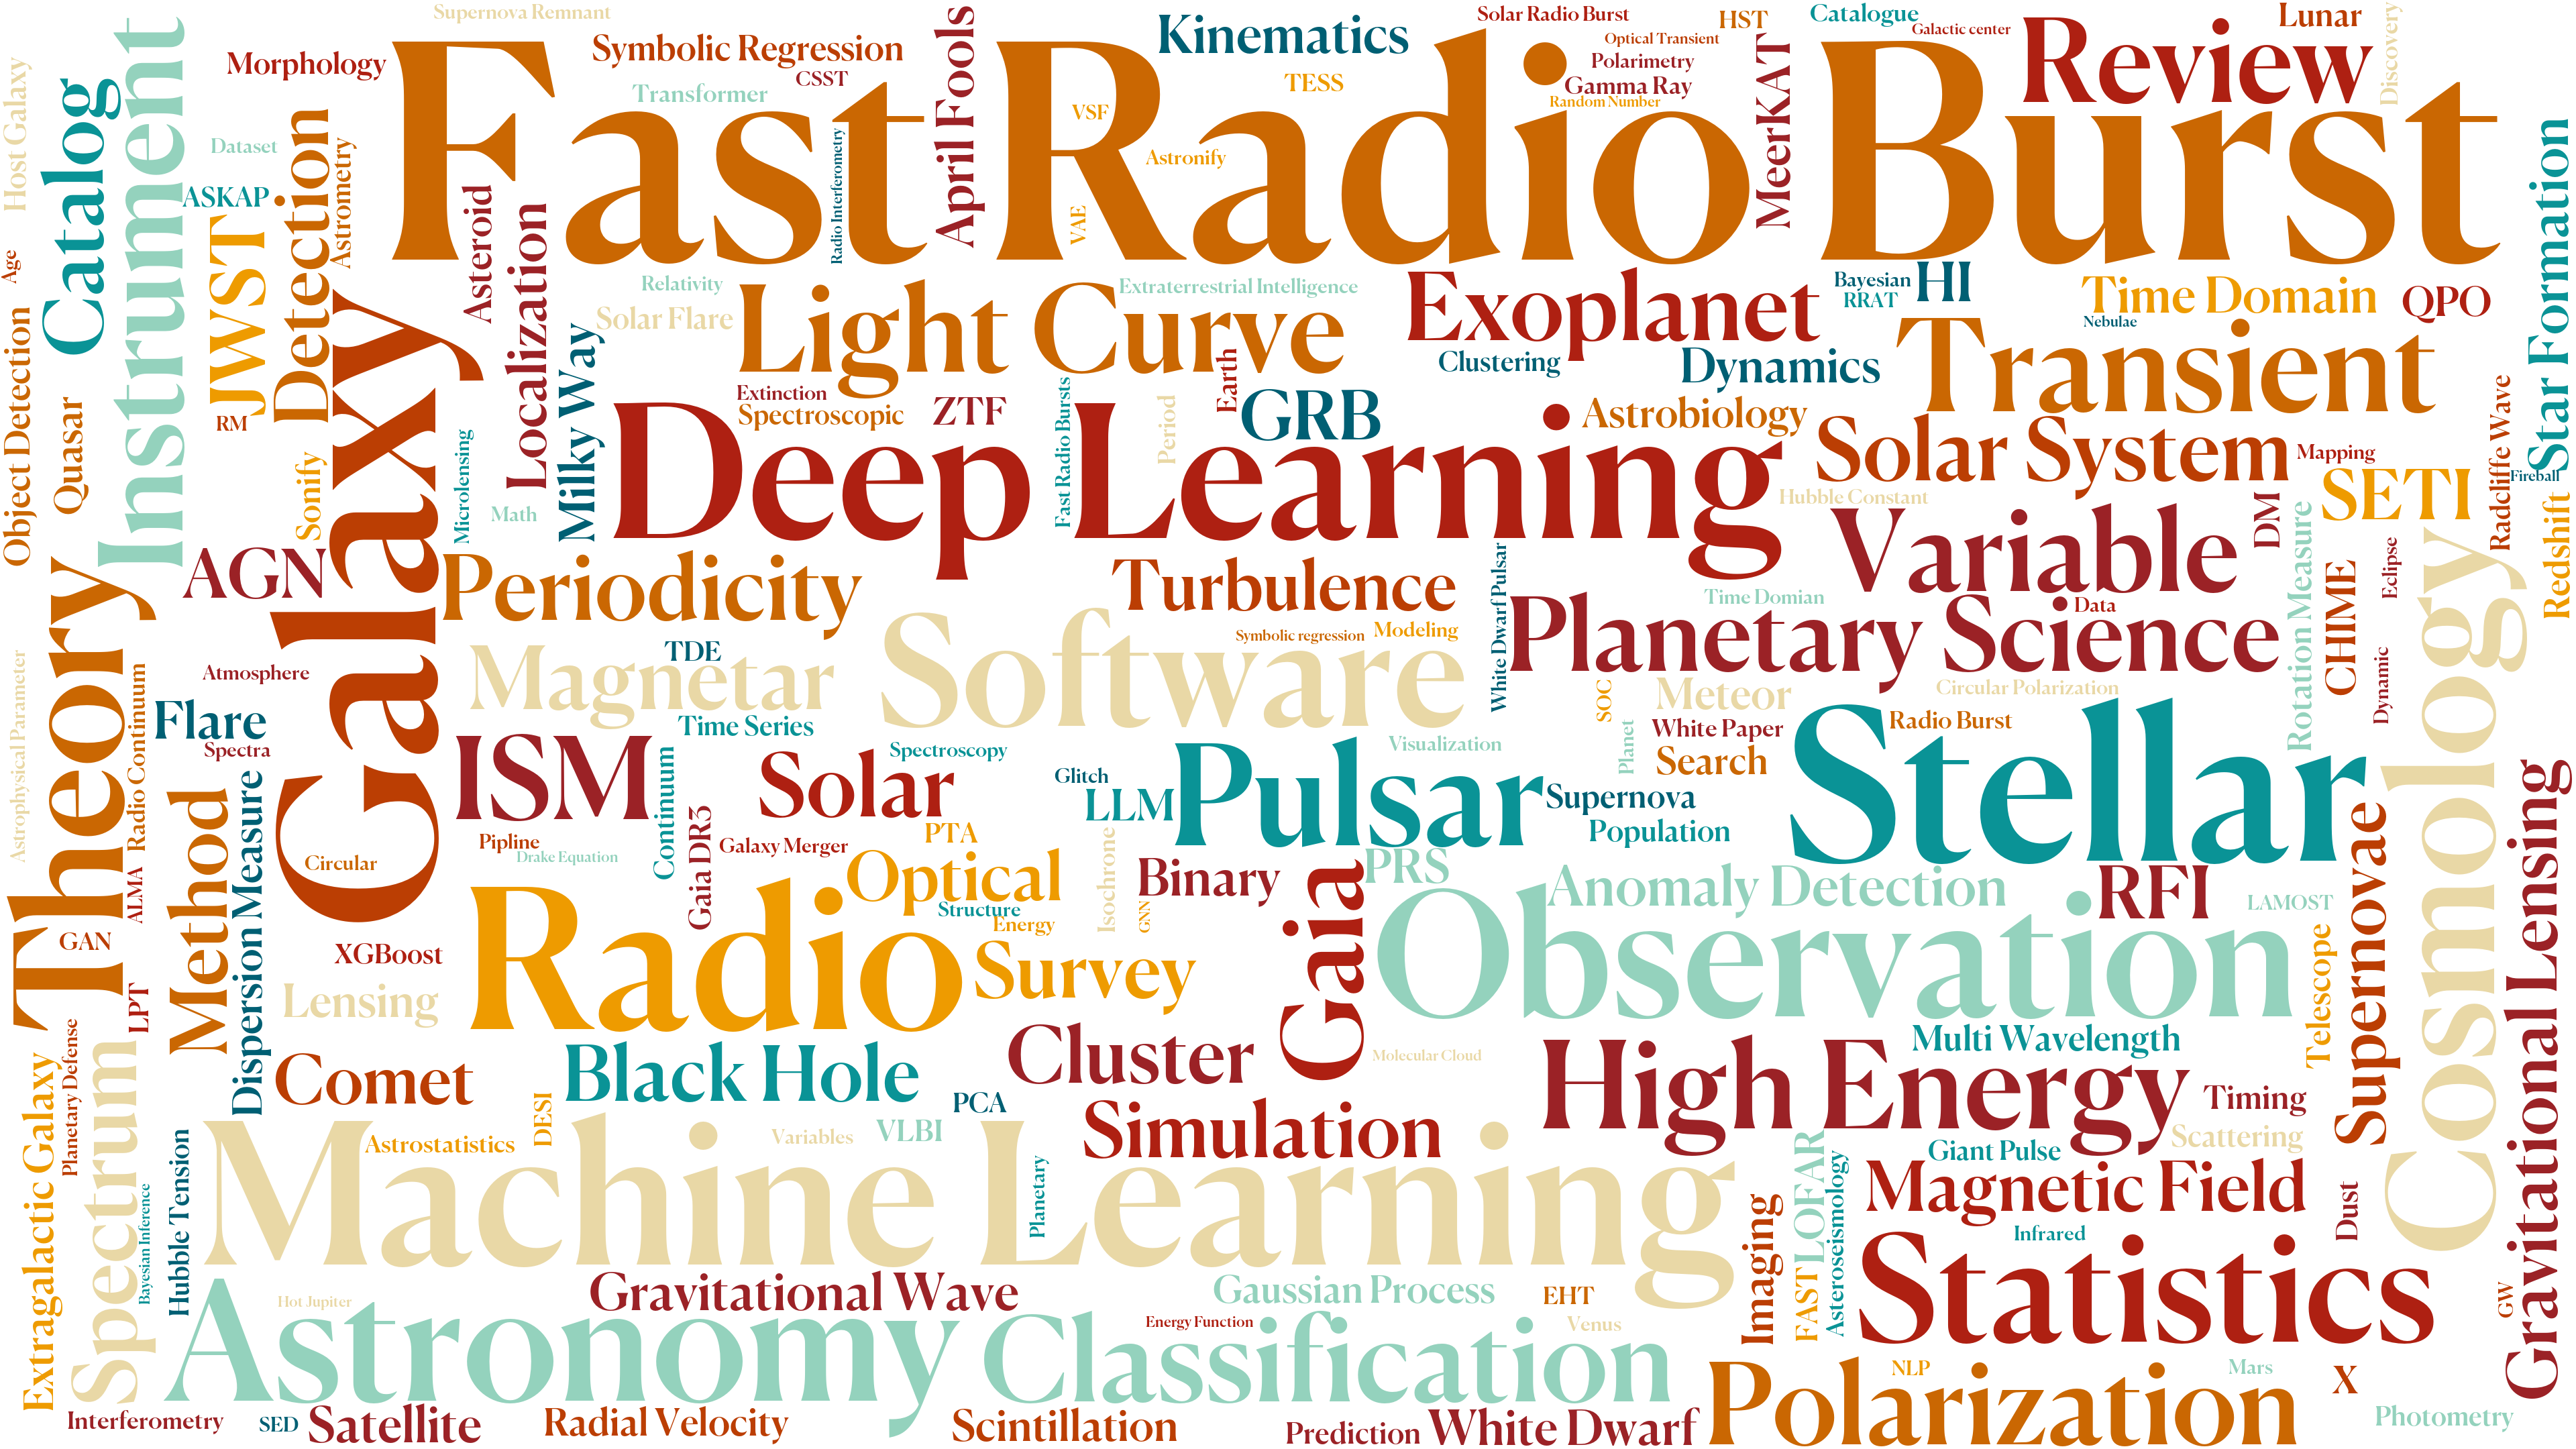 Supernova Remnant
Solar Radio Burst
HST
Catalogue
Lunar
Galactic center
Discovery
Host Galaxy
Instrument
Catalog
Morphology
Symbolic Regression
CSST
Transformer
April Fools
Kinematics
TESS
Optical Transient
Polarimetry
Gamma Ray
Random Number
MeerKAT
Review
Fast Radio Burst
VSF
Astronify
VAE
Radio Interferometry
Dataset
ASKAP
JWST
Detection
Astrometry
Asteroid
Localization
Star Formation
Age
Relativity
Solar Flare
Light Curve
Extraterrestrial Intelligence
Exoplanet
Bayesian
RRAT
HI
Time Domain
QPO
Nebulae
Transient
Object Detection
Quasar
RM
Galaxy
Milky Way
Extinction
Spectroscopic
ZTF
Fast Radio Bursts
Period
Earth
GRB
Clustering
Dynamics
Astrobiology
Solar System
Mapping
Radcliffe Wave
Fireball
Sonify
Microlensing
Math
Deep Learning
Hubble Constant
SETI
DM
Redshift
AGN
Periodicity
Turbulence
White Dwarf Pulsar
Variable
Time Domian
Data
Rotation Measure
CHIME
Eclipse
Cosmology
Theory
Magnetar
TDE
Software
Symbolic regression
Modeling
Planetary Science
Astrophysical Parameter
Radio Continuum
Atmosphere
Flare
Spectra
Time Series
SOC
Meteor
Circular Polarization
Dynamic
Planet
White Paper
Radio Burst
Search
Stellar
ISM
Continuum
Solar
Spectroscopy
Glitch
LLM
Pulsar
Visualization
Supernova
Population
Method
Dispersion Measure
Pipline
Drake Equation
Gaia DR3
Galaxy Merger
PTA
Circular
Optical
Structure
Energy
Isochrone
GNN
Binary
Gaia
PRS
Anomaly Detection
RFI
LAMOST
Supernovae
Gravitational Lensing
ALMA
GAN
LPT
XGBoost
Lensing
Radio
Survey
Observation
Telescope
Planetary Defense
Extragalactic Galaxy
Spectrum
Comet
Black Hole
Cluster
Molecular Cloud
High Energy
Multi Wavelength
Timing
Scattering
DESI
PCA
Astrostatistics
Variables
VLBI
Simulation
Giant Pulse
Magnetic Field
Dust
Bayesian Inference
Hubble Tension
Machine Learning
Planetary
Imaging
LOFAR
FAST
Asteroseismology
Infrared
Statistics
GW
Hot Jupiter
Gravitational Wave
Gaussian Process
EHT
Venus
Astronomy
Classification
Energy Function
NLP
Mars
X
Polarization
Photometry
Interferometry
SED
Satellite
Radial Velocity
Scintillation
Prediction
White Dwarf